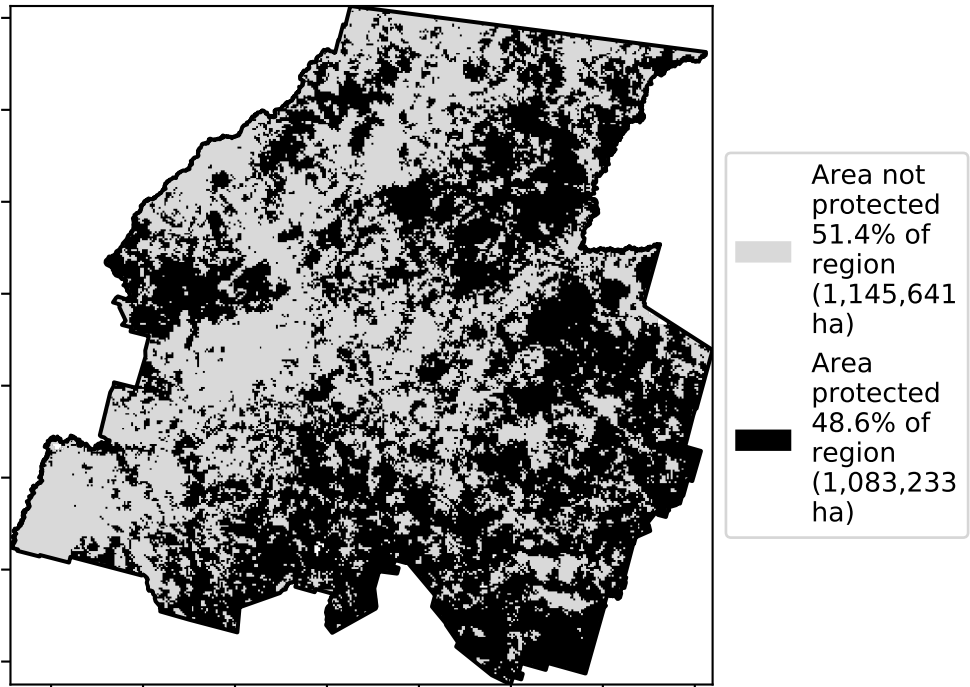 Area not
protected
51.4% of
region
(1,145,641
ha)
Area
protected
48.6% of
region
(1,083,233
ha)